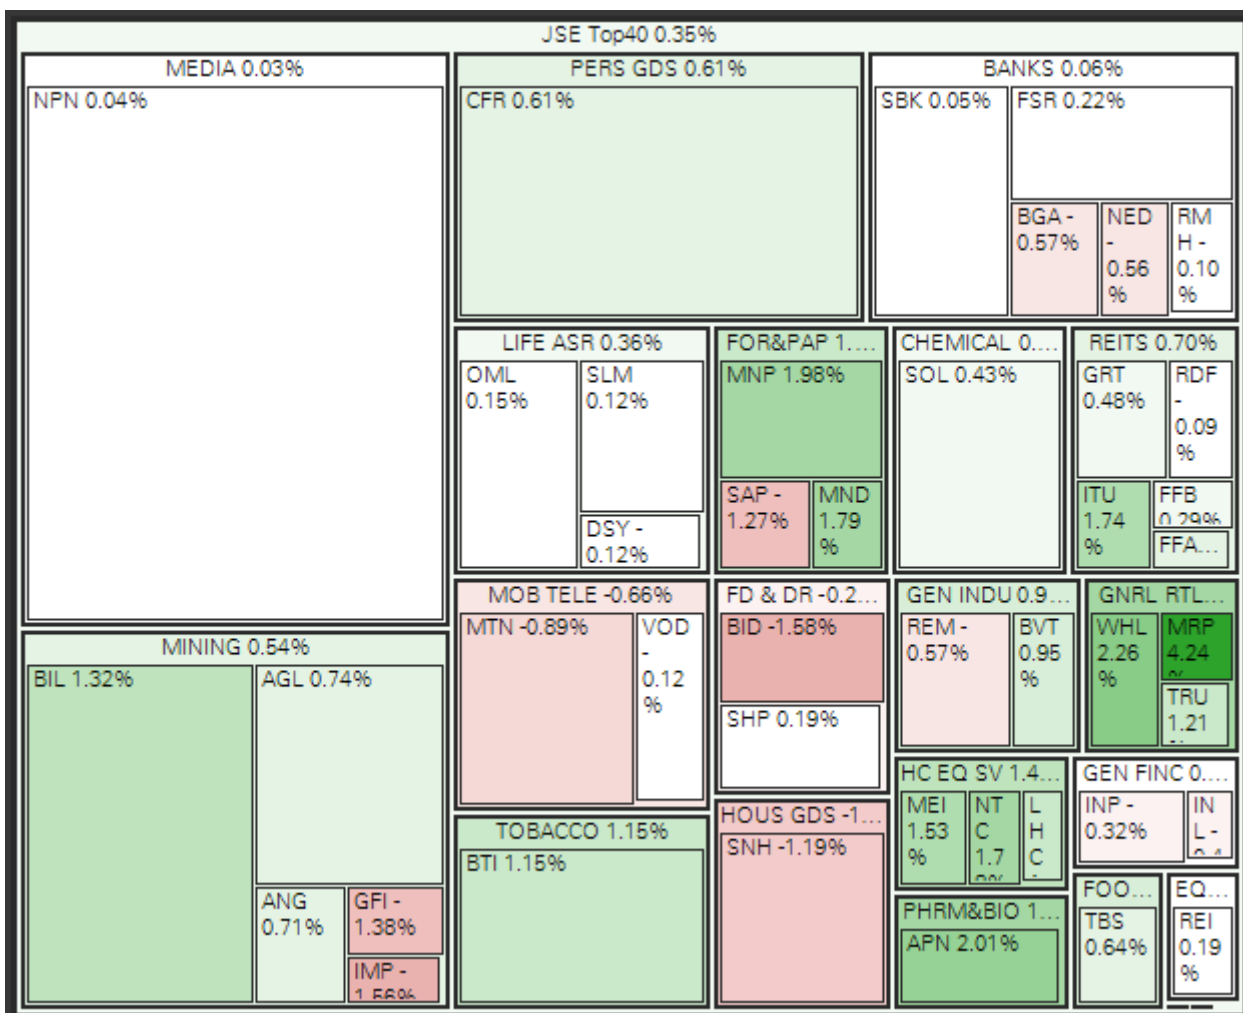 JSE Top40 0.35%
MEDIA 0.03%
NPN 0.04%
PERS GDS 0.61%
CFR 0.61%
BANKS 0.06%
SBK 0.05%
FSR 0.22%
BGA -
0.57%
NED
-
0.56
%
RM
H -
0.10
%
LIFE ASR 0.36%
OML
0.15%
SLM
0.12%
DSY -
0.12%
FOR&PAP 1....
MNP 1.98%
SAP -
1.27%
MND
1.79
%
CHEMICAL 0....
SOL 0.43%
REITS 0.70%
GRT
0.48%
RDF
-
0.09
%
ITU
1.74
%
FFB
0.29%
FFA...
MOB TELE -0.66%
MTN -0.89%
VOD
-
0.12
%
FD & DR -0.2...
BID -1.58%
SHP 0.19%
GEN INDU 0.9...
REM -
0.57%
BVT
0.95
%
GNRL RTL...
WHL
2.26
%
MRP
4.24
%
TRU
1.21
MINING 0.54%
BIL 1.32%
AGL 0.74%
ANG
0.71%
GFI -
1.38%
IMP -
1.56%
TOBACCO 1.15%
BTI 1.15%
HOUS GDS -1...
SNH -1.19%
HC EQ SV 1.4...
MEI
1.53
%
NT
C
1.7
L
H
C
GEN FINC 0....
INP -
0.32%
IN
L -
PHRM&BIO 1...
APN 2.01%
FOO...
TBS
0.64%
EQ...
REI
0.19
%